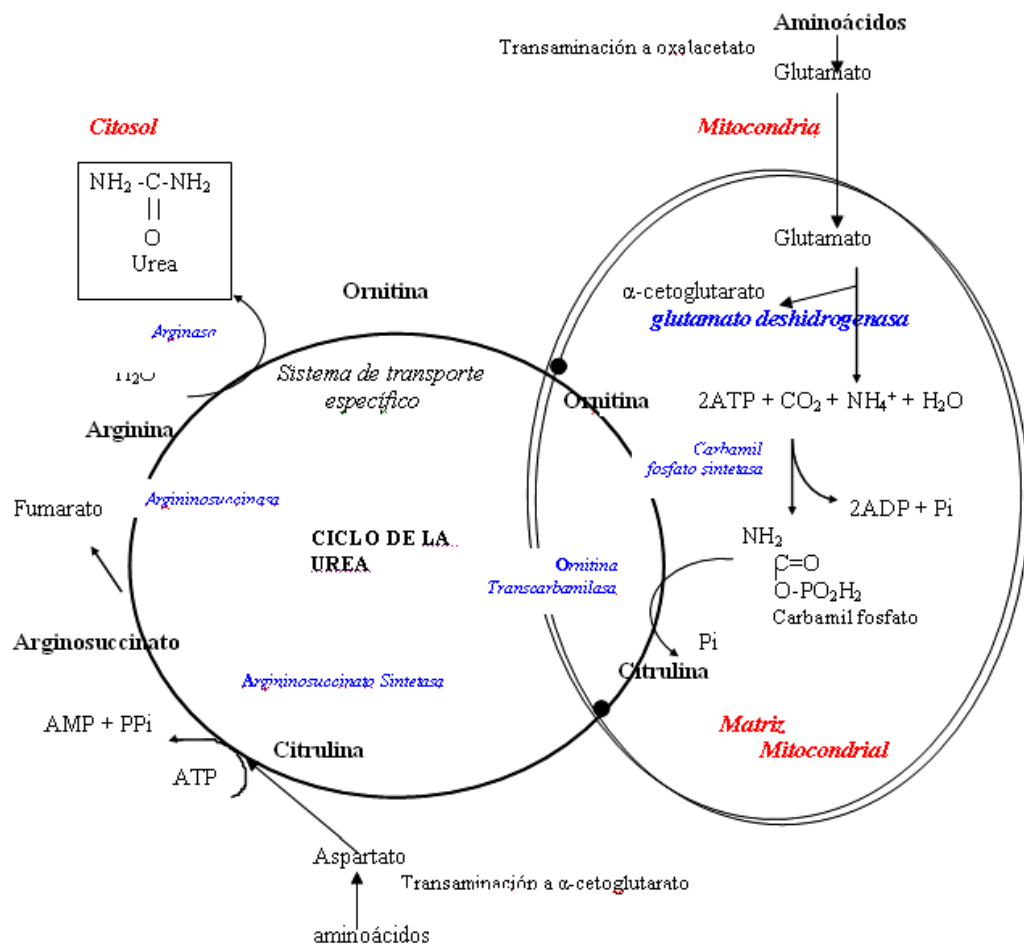 Aminoácidos
Transaminación a oxalacetato
Glutamato
Citosol
Mitocondria
NH₂ -C-NH₂
||
O
Urea
Glutamato
Ornitina
α-cetoglutarato
glutamato deshidrogenasa
Arginasa
H₂O
Sistema de transporte
específico
Ornitina
2ATP + CO₂ + NH₄⁺ + H₂O
Arginina
Carbamil
fosfato sintetasa
Fumarato
Argininosuccinasa
2ADP + Pi
CICLO DE LA
UREA
NH₂
C=O
O-PO₂H₂
Carbamil fosfato
Ornitina
Transcarbamilasa
Arginosuccinato
Pi
Citrulina
Argininosuccinato Sintetasa
AMP + PPi
Matriz
Mitocondrial
Citrulina
ATP
Aspartato
Transaminación a α-cetoglutarato
aminoácidos